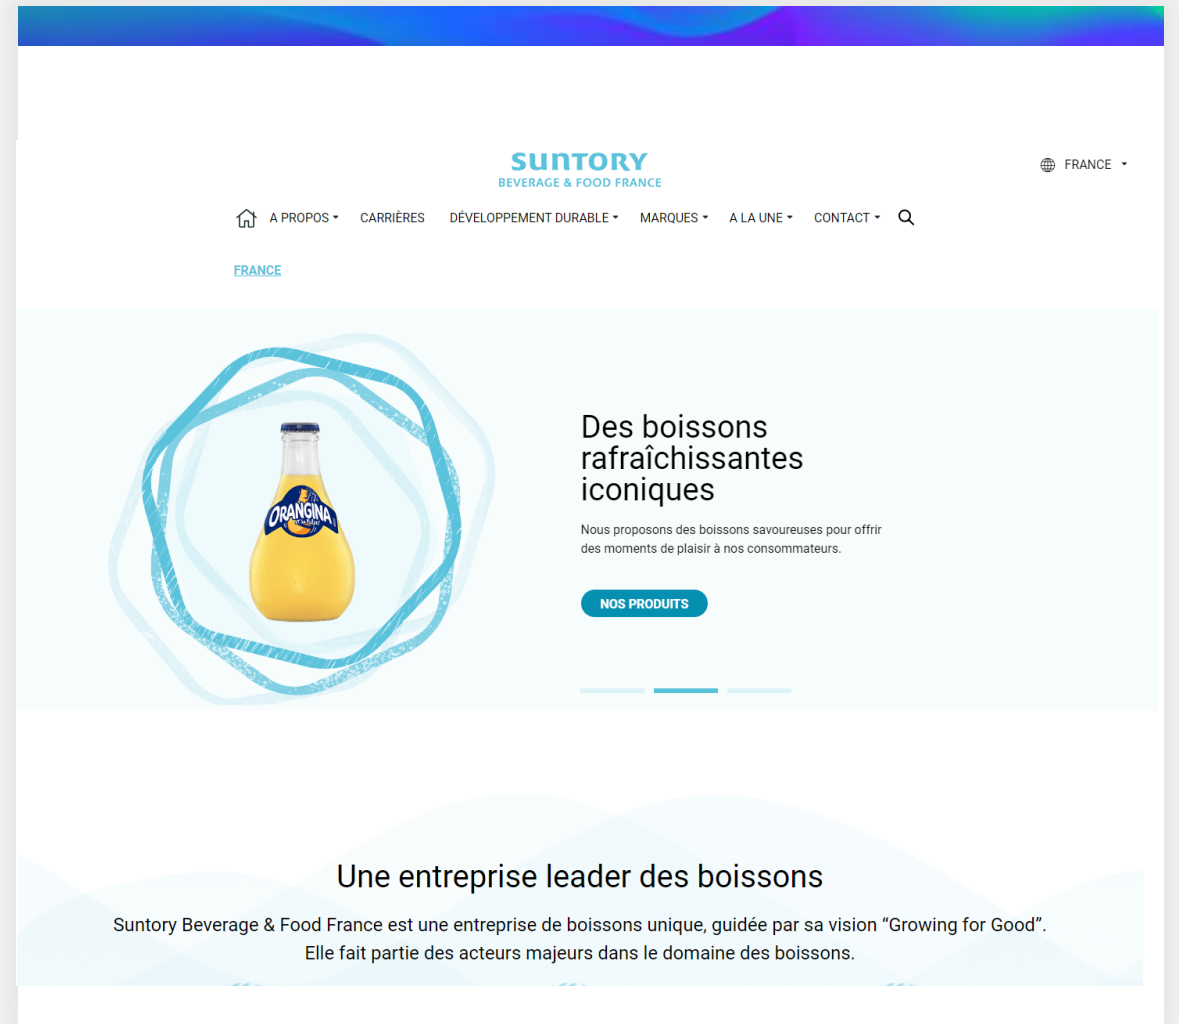 SUNTORY
BEVERAGE & FOOD FRANCE
FRANCE
A PROPOS CARRIÈRES DÉVELOPPEMENT DURABLE MARQUES A LA UNE CONTACT
FRANCE
ORANGINA
Des boissons
rafraîchissantes
iconiques
Nous proposons des boissons savoureuses pour offrir
des moments de plaisir à nos consommateurs.
NOS PRODUITS
Une entreprise leader des boissons
Suntory Beverage & Food France est une entreprise de boissons unique, guidée par sa vision “Growing for Good”.
Elle fait partie des acteurs majeurs dans le domaine des boissons.